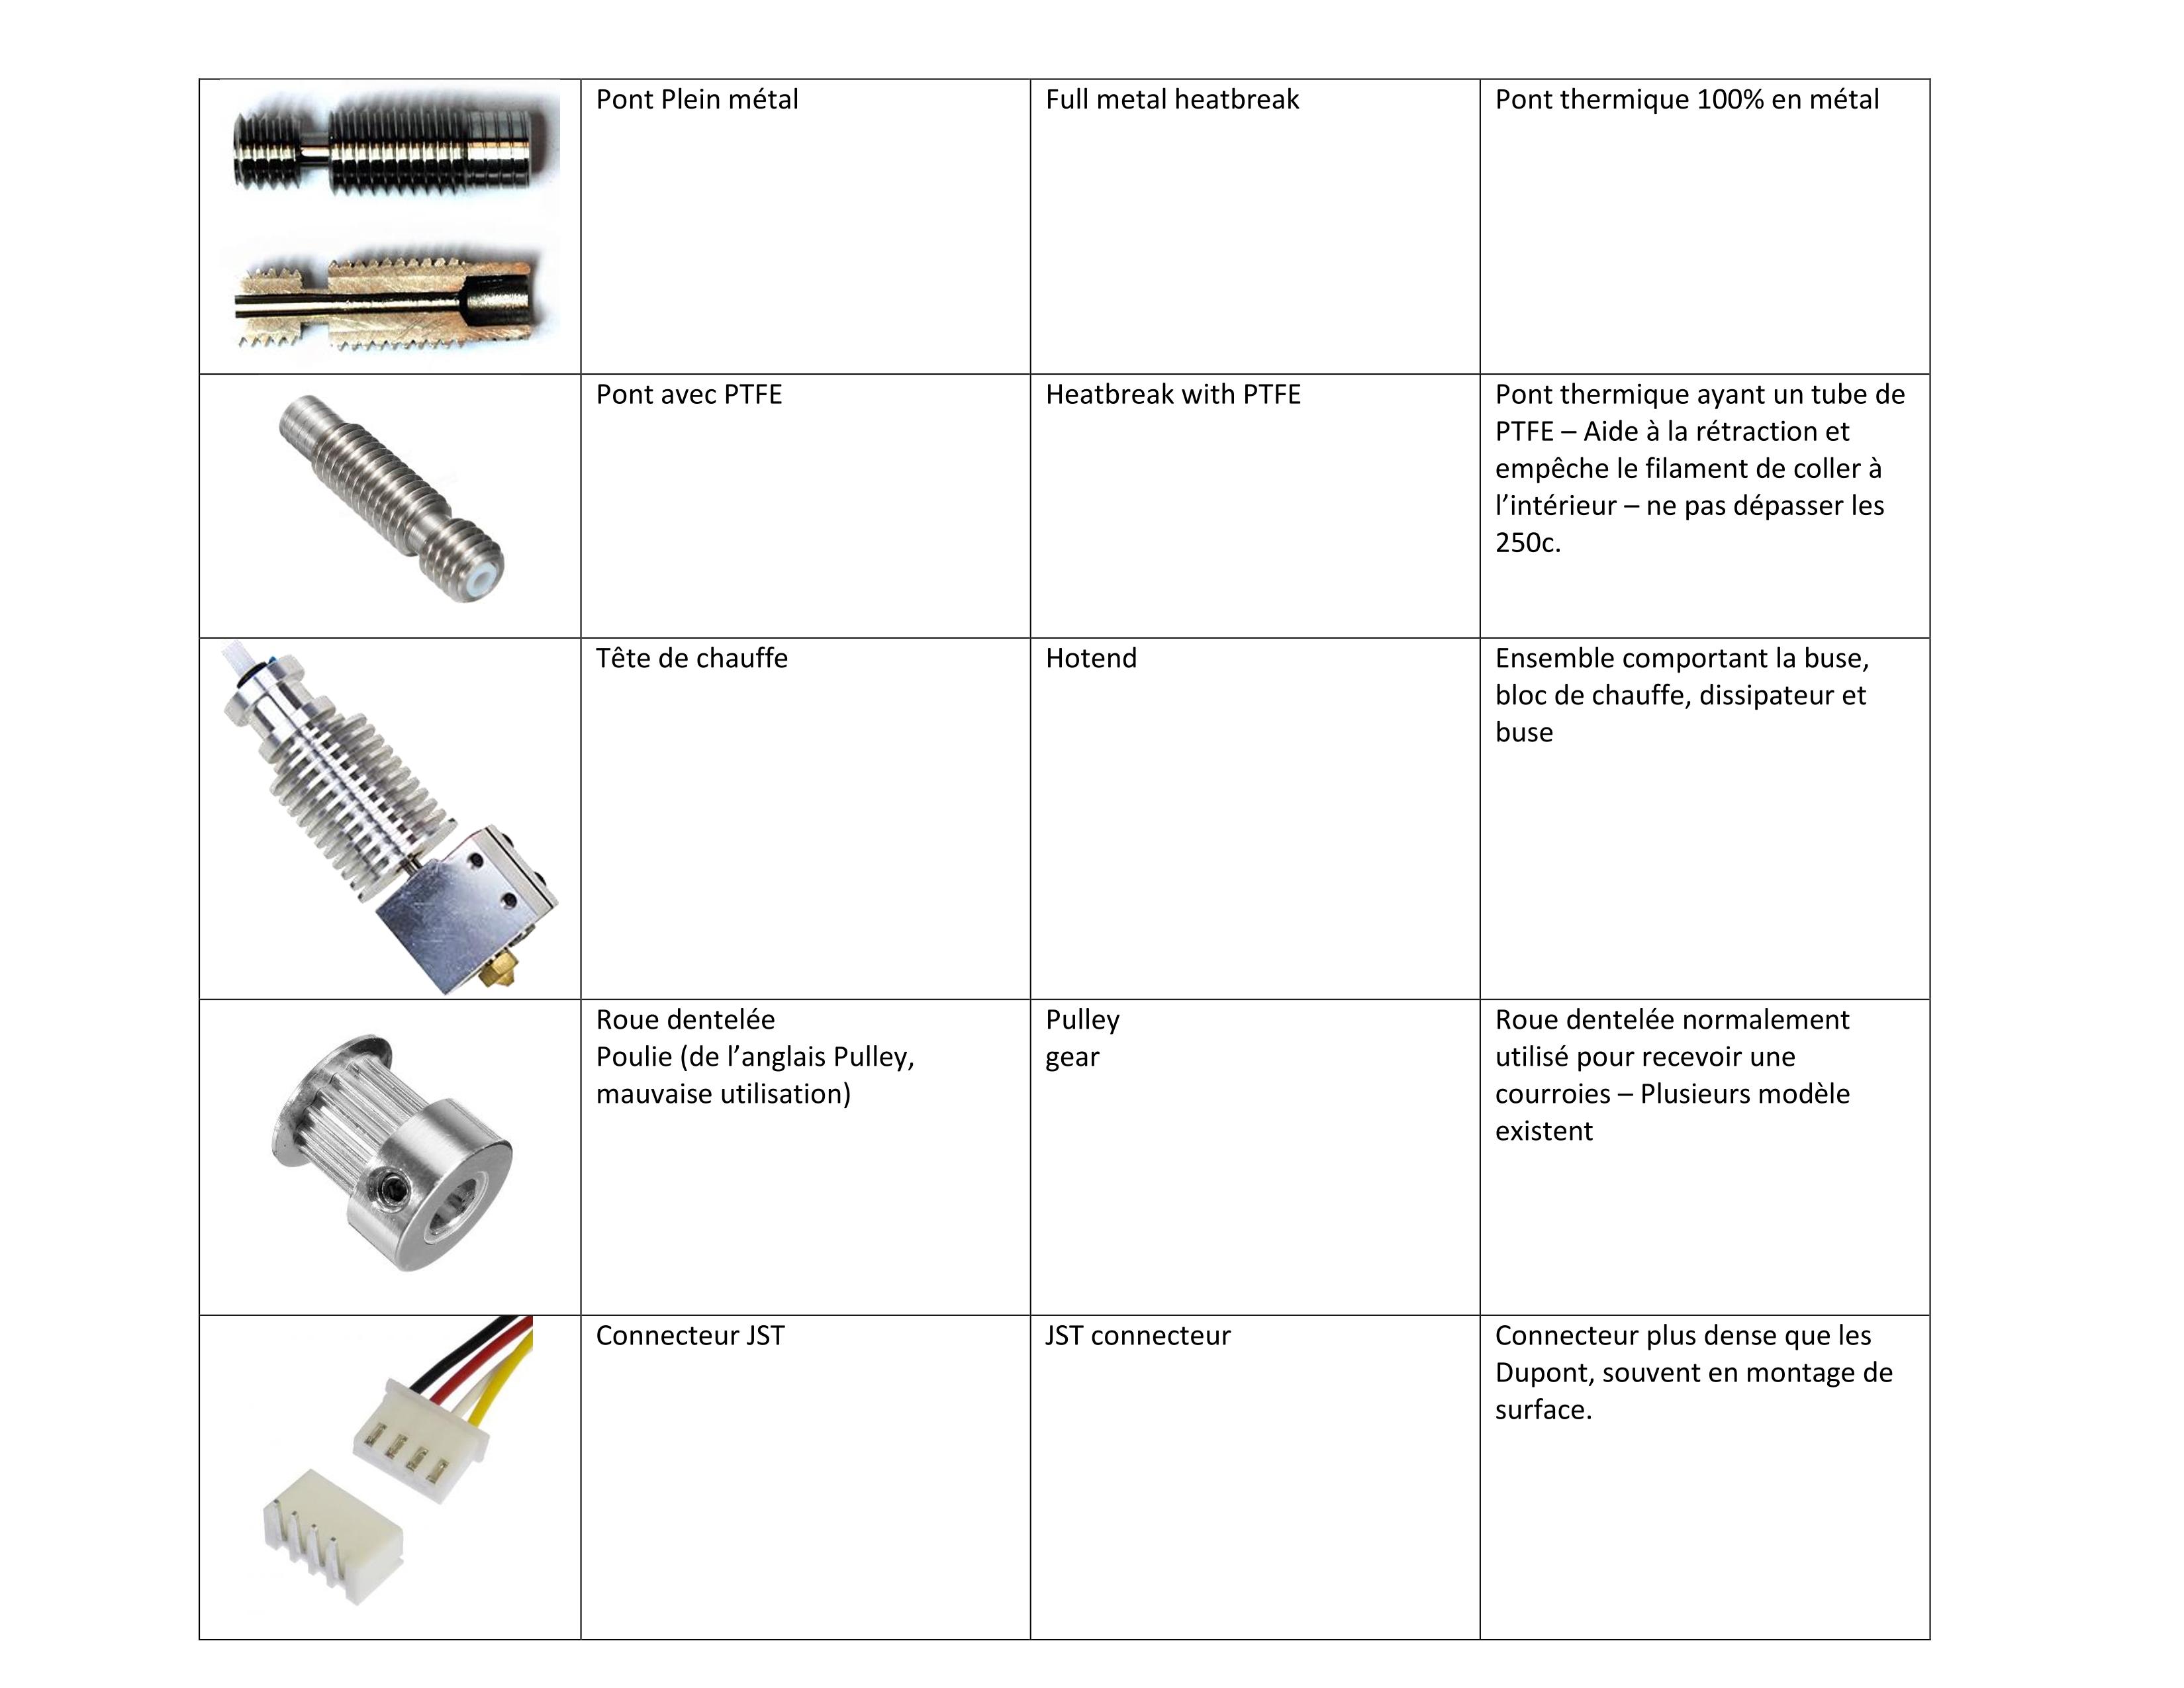 Pont Plein métal
Full metal heatbreak
Pont thermique 100% en métal
Pont avec PTFE
Heatbreak with PTFE
Pont thermique ayant un tube de
PTFE – Aide à la rétraction et
empêche le filament de coller à
l’intérieur – ne pas dépasser les
250c.
Tête de chauffe
Hotend
Ensemble comportant la buse,
bloc de chauffe, dissipateur et
buse
Roue dentelée
Poulie (de l’anglais Pulley,
mauvaise utilisation)
Pulley
gear
Roue dentelée normalement
utilisé pour recevoir une
courroies – Plusieurs modèle
existent
Connecteur JST
JST connecteur
Connecteur plus dense que les
Dupont, souvent en montage de
surface.